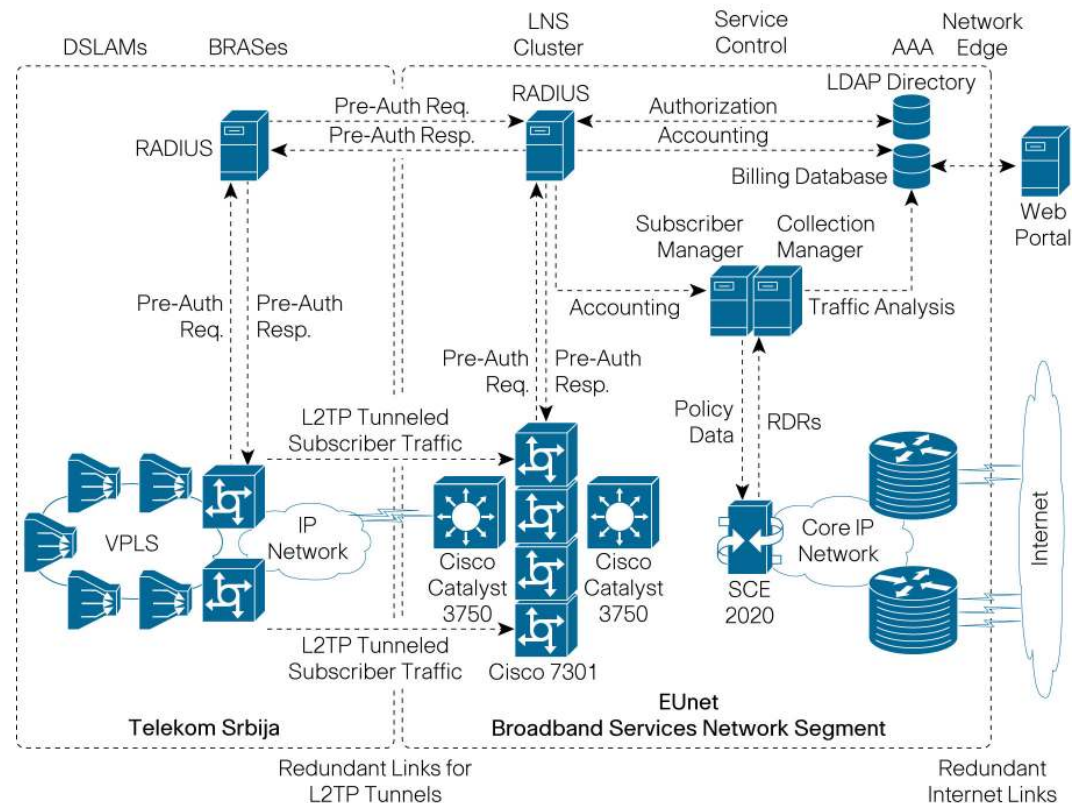 DSLAMs
BRASes
LNS
Cluster
Service
Control
AAA
Network
Edge
RADIUS
Pre-Auth Req.
Pre-Auth Resp.
RADIUS
Authorization
Accounting
LDAP Directory
Billing Database
Web
Portal
Subscriber
Manager
Collection
Manager
Accounting
Traffic Analysis
Pre-Auth
Req.
Pre-Auth
Resp.
Pre-Auth
Req.
Pre-Auth
Resp.
Policy
Data
RDRs
L2TP Tunneled
Subscriber Traffic
VPLS
IP
Network
Cisco
Catalyst
3750
Cisco
Catalyst
3750
SCE
2020
Core IP
Network
Internet
L2TP Tunneled
Subscriber Traffic
Cisco 7301
Telekom Srbija
EUnet
Broadband Services Network Segment
Redundant Links for
L2TP Tunnels
Redundant
Internet Links